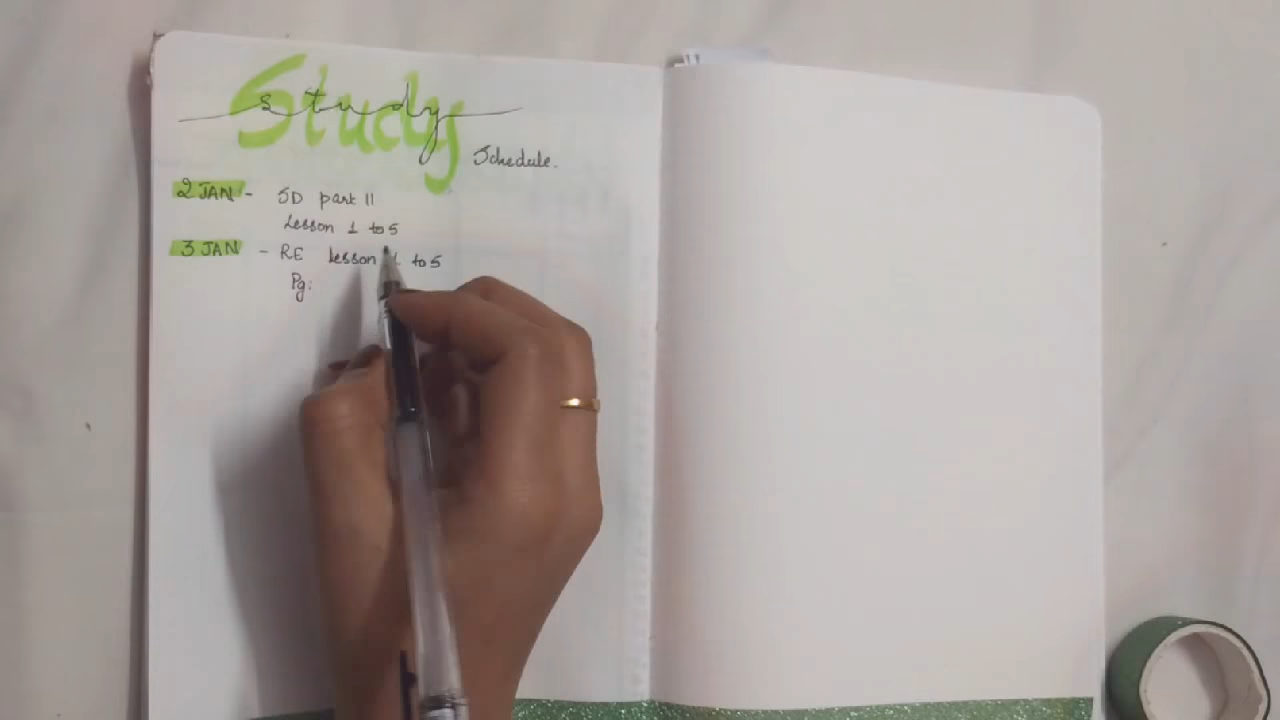 Study
study
Schedule.
2 JAN - SD part II
Lesson 1 to 5
3 JAN - RE lesson 1 to 5
Pg: